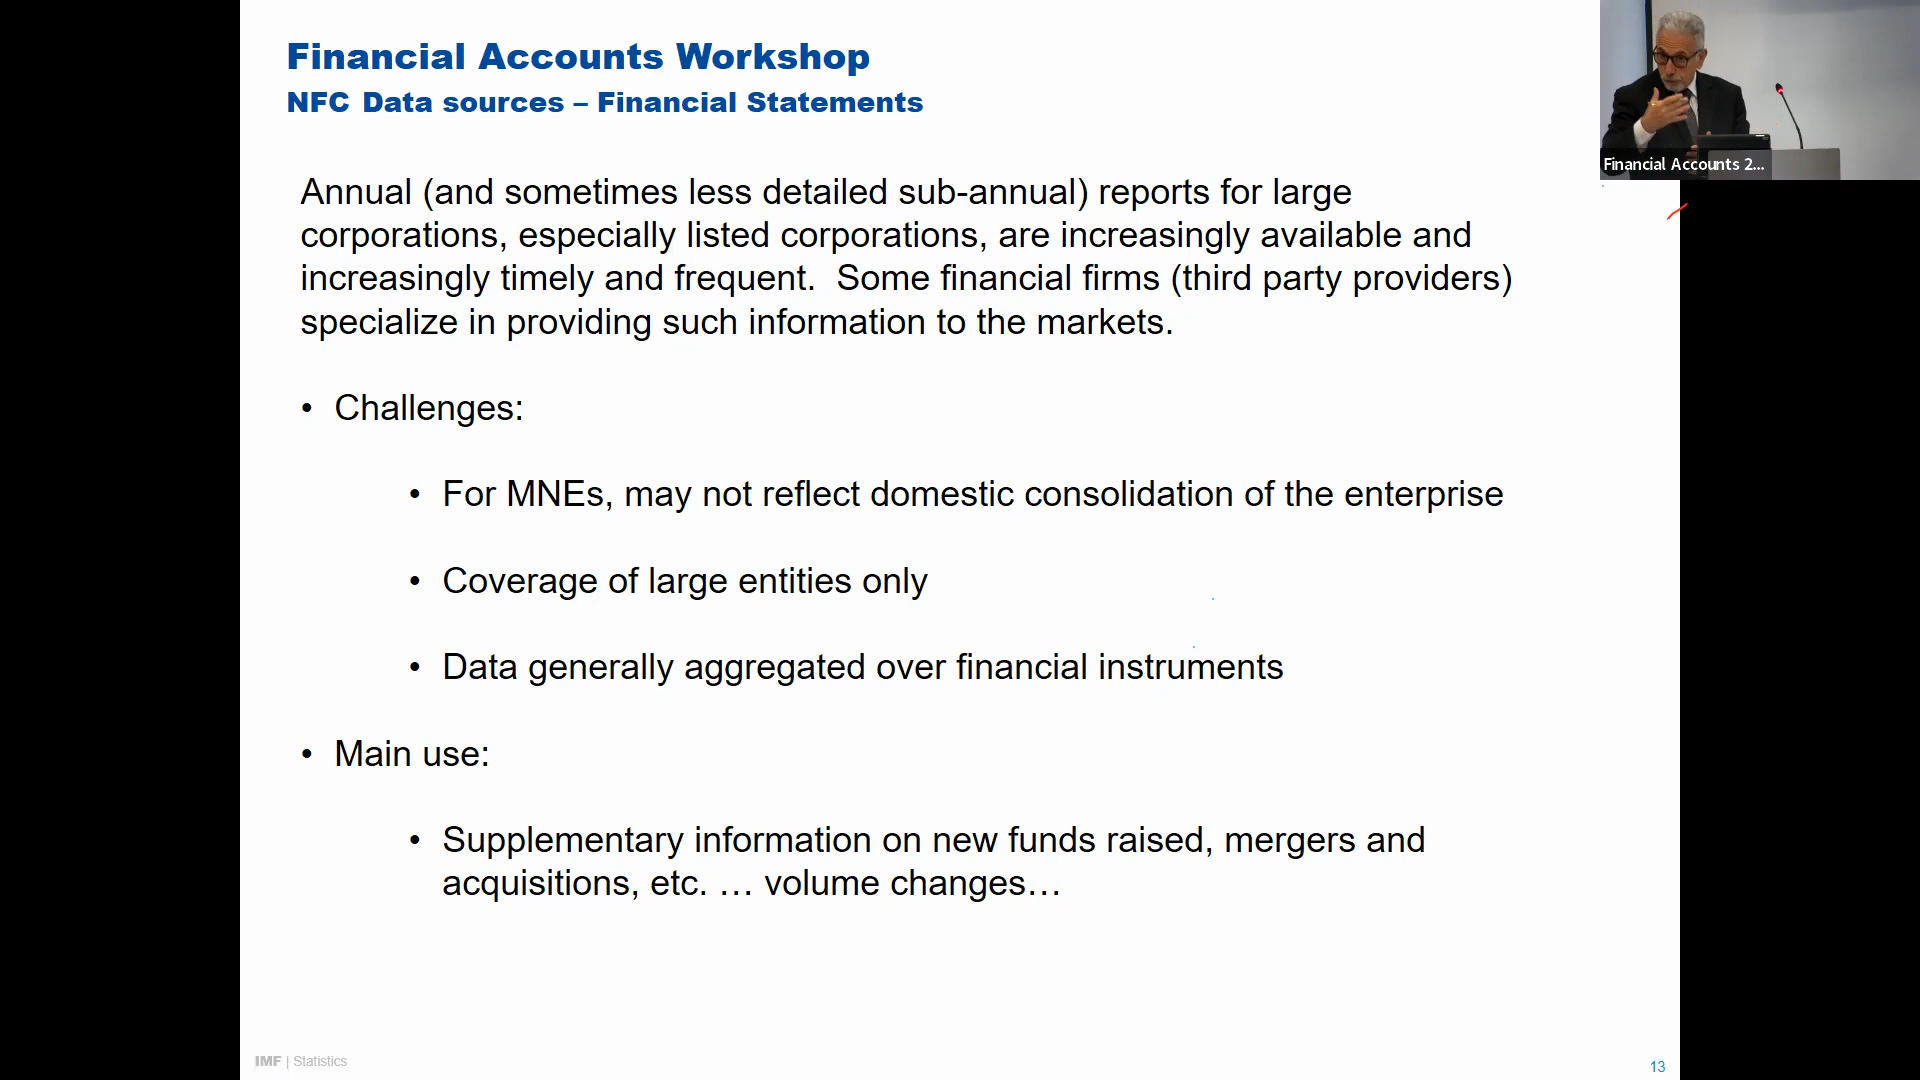 Financial Accounts Workshop
NFC Data sources – Financial Statements
Financial Accounts 2...
Annual (and sometimes less detailed sub-annual) reports for large
corporations, especially listed corporations, are increasingly available and
increasingly timely and frequent.  Some financial firms (third party providers)
specialize in providing such information to the markets.
• Challenges:
• For MNEs, may not reflect domestic consolidation of the enterprise
• Coverage of large entities only
• Data generally aggregated over financial instruments
• Main use:
• Supplementary information on new funds raised, mergers and
acquisitions, etc. … volume changes…
IMF | Statistics
13